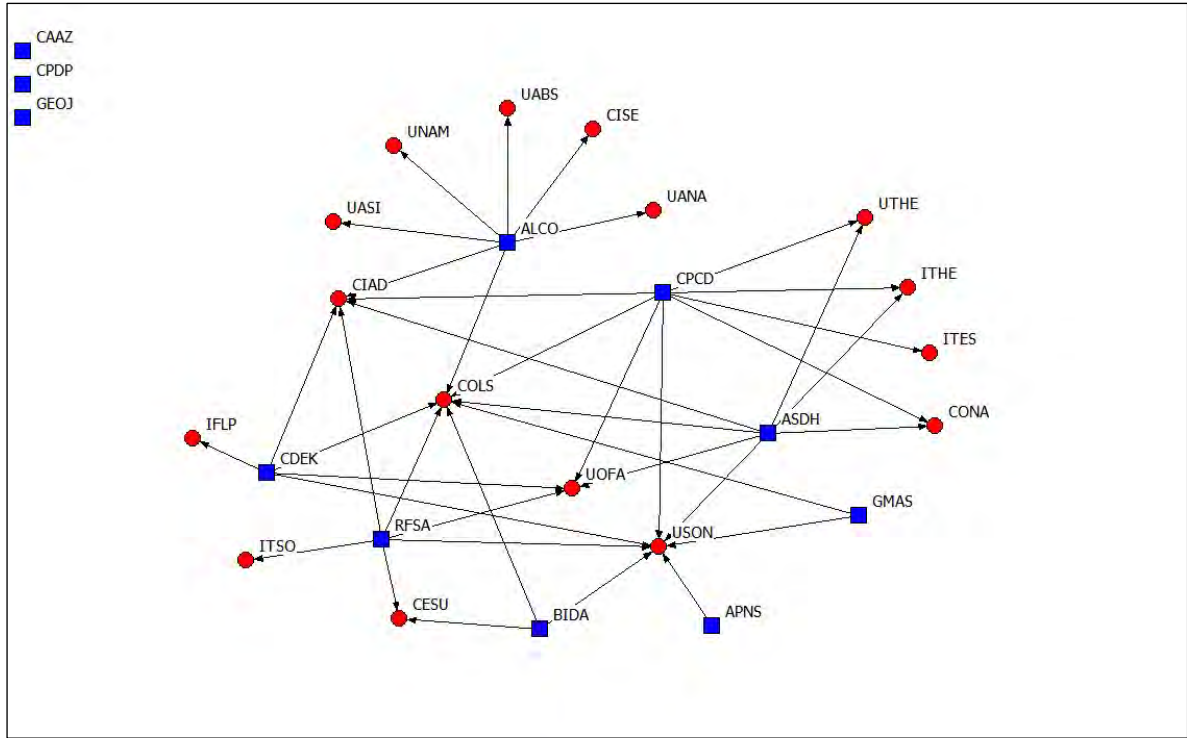 CAAZ
CPDP
GEOJ
UABS
CISE
UNAM
UANA
UASI
UTHE
ALCO
CIAD
CPCD
ITHE
ITES
COLS
IFLP
ASDH
CONA
CDEK
UOFA
GMAS
RFSA
USON
ITSO
CESU
BIDA
APNS